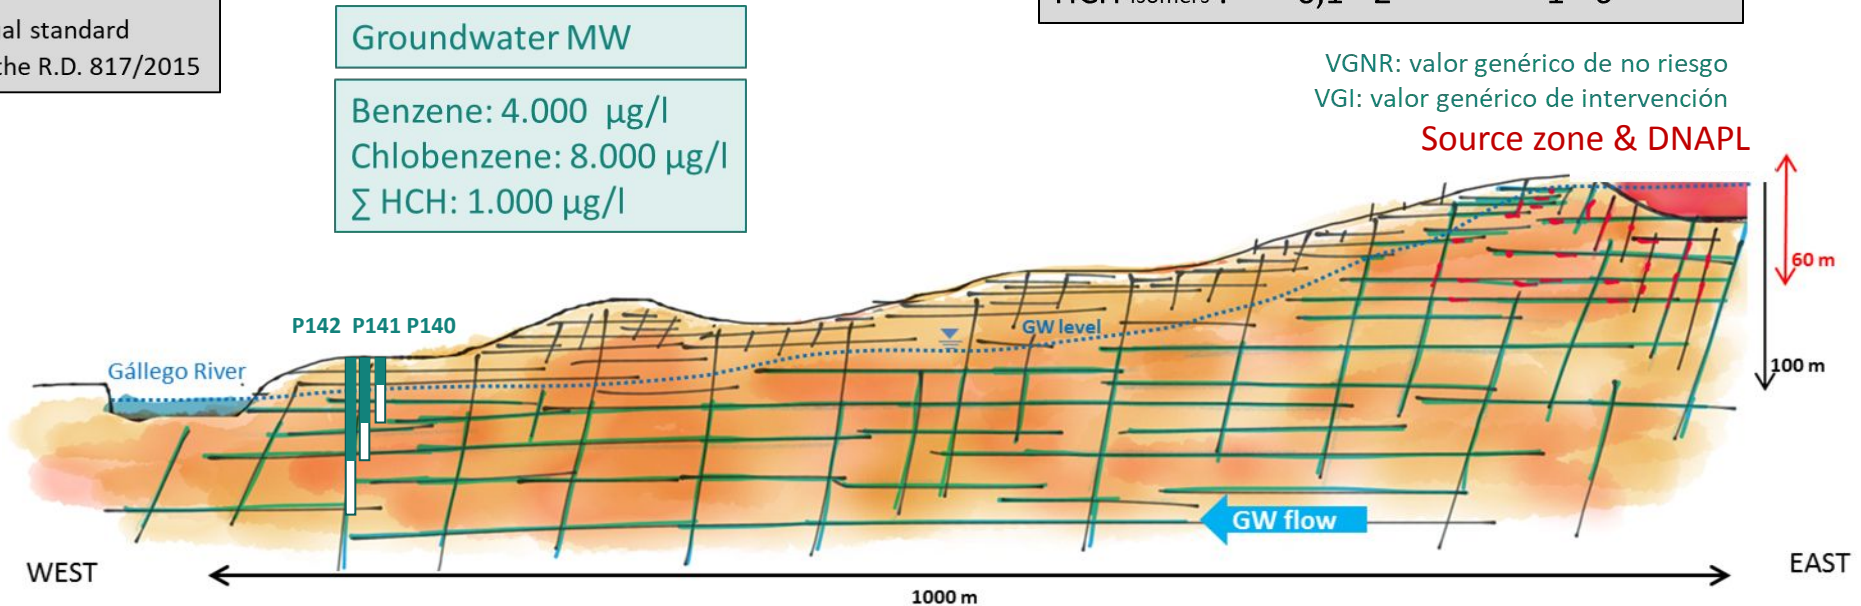 standard
the R.D. 817/2015
Groundwater MW
Benzene: 4.000 µg/l
Chlobenzene: 8.000 µg/l
∑ HCH: 1.000 µg/l
VGNR: valor genérico de no riesgo
VGI: valor genérico de intervención
Source zone & DNAPL
60 m
100 m
P142 P141 P140
Gállego River
GW level
GW flow
WEST
EAST
1000 m